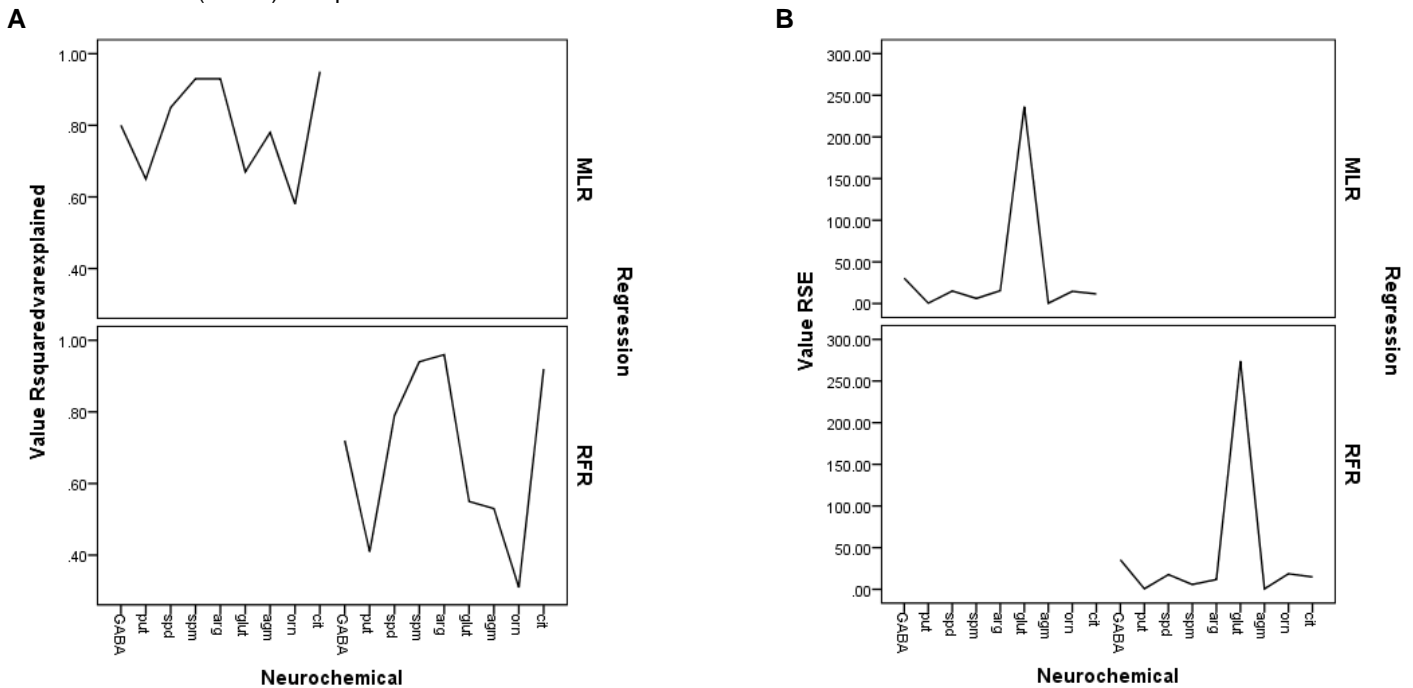 A
1.00
.80
.60
.40
MLR
1.00
.80
.60
.40
RFR
Value Rsquaredvarexplained
Regression
GABA put spd spm arg glut agm orn cit GABA put spd spm arg glut agm orn cit
Neurochemical
B
300.00
250.00
200.00
150.00
100.00
50.00
.00
MLR
300.00
250.00
200.00
150.00
100.00
50.00
.00
RFR
Value RSE
Regression
GABA put spd spm arg glut agm orn cit GABA put spd spm arg glut agm orn cit
Neurochemical